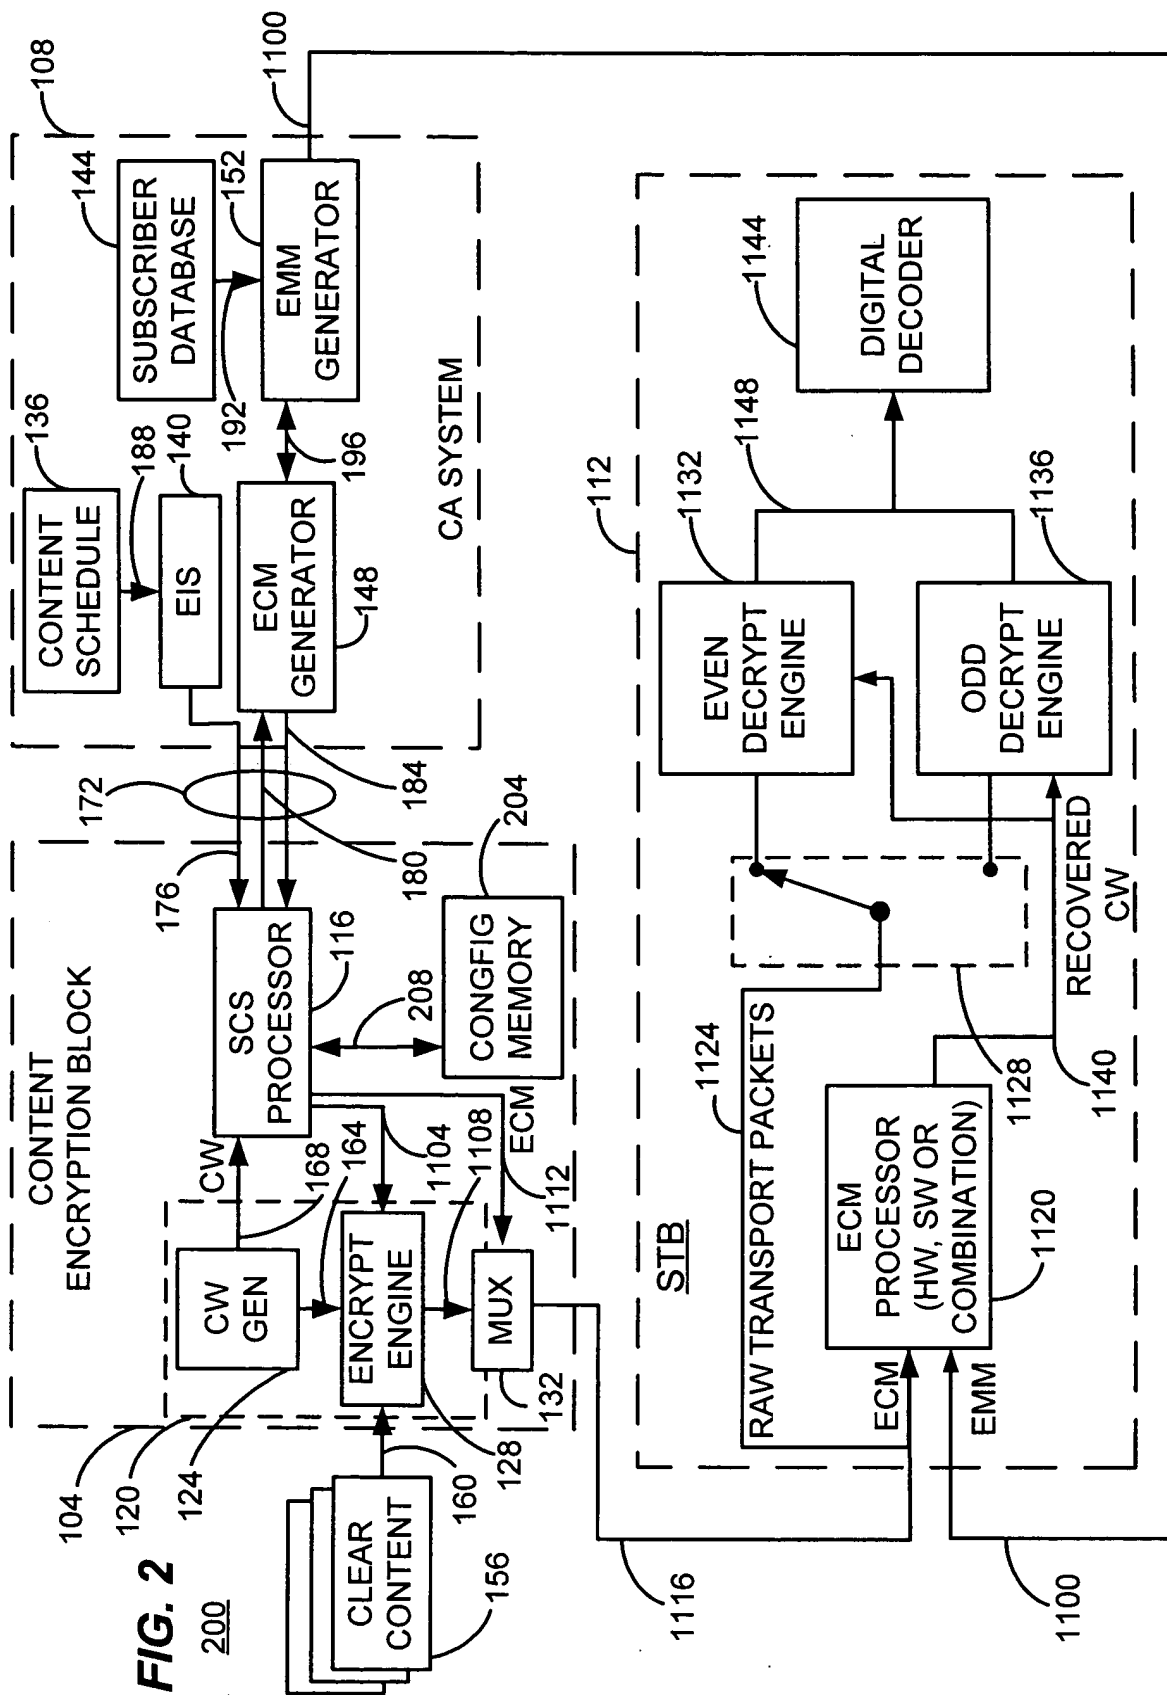 FIG. 2
200
104
120
124
CONTENT
ENCRYPTION BLOCK
CW
GEN
CW
168
164
SCS
PROCESSOR
116
176
172
180
184
208
204
CONGFIG
MEMORY
ENCRYPT
ENGINE
1104
1108
ECM
1112
MUX
132
128
160
CLEAR
CONTENT
156
1116
CONTENT
SCHEDULE
136
188
EIS
140
ECM
GENERATOR
148
196
SUBSCRIBER
DATABASE
144
192
152
EMM
GENERATOR
CA SYSTEM
108
1100
STB
112
RAW TRANSPORT PACKETS
1124
ECM
EMM
ECM
PROCESSOR
(HW, SW OR
COMBINATION)
1120
1128
1140
RECOVERED
CW
EVEN
DECRYPT
ENGINE
1132
1148
ODD
DECRYPT
ENGINE
1136
DIGITAL
DECODER
1144
1100